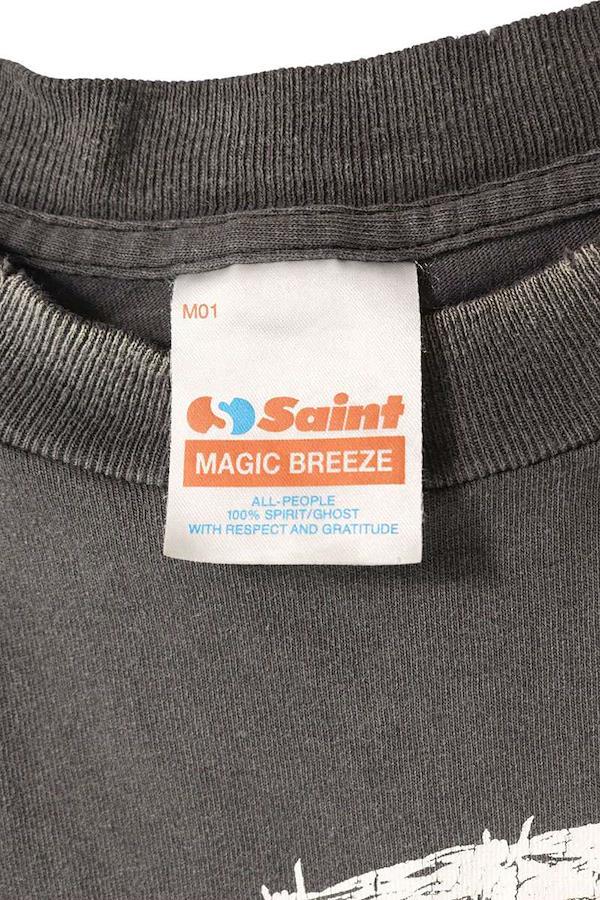 M01
Saint
MAGIC BREEZE
ALL-PEOPLE
100% SPIRIT/GHOST
WITH RESPECT AND GRATITUDE